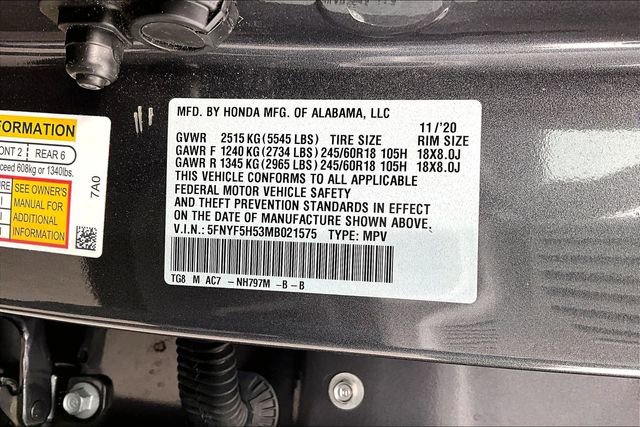 FORMATION
ONT 2 REAR 6
ceed 608kg or 1340lbs.
URE
SEE OWNER'S
MANUAL FOR
ADDITIONAL
INFORMATION
7A0
MFD. BY HONDA MFG. OF ALABAMA, LLC 11/'20
GVWR 2515 KG (5545 LBS) TIRE SIZE RIM SIZE
GAWR F 1240 KG (2734 LBS) 245/60R18 105H 18X8.0J
GAWR R 1345 KG (2965 LBS) 245/60R18 105H 18X8.0J
THIS VEHICLE CONFORMS TO ALL APPLICABLE
FEDERAL MOTOR VEHICLE SAFETY
AND THEFT PREVENTION STANDARDS IN EFFECT
ON THE DATE OF MANUFACTURE SHOWN ABOVE.
V.I.N.: 5FNYF5H53MB021575 TYPE: MPV
TG8 M AC7 -NH797M -B-B